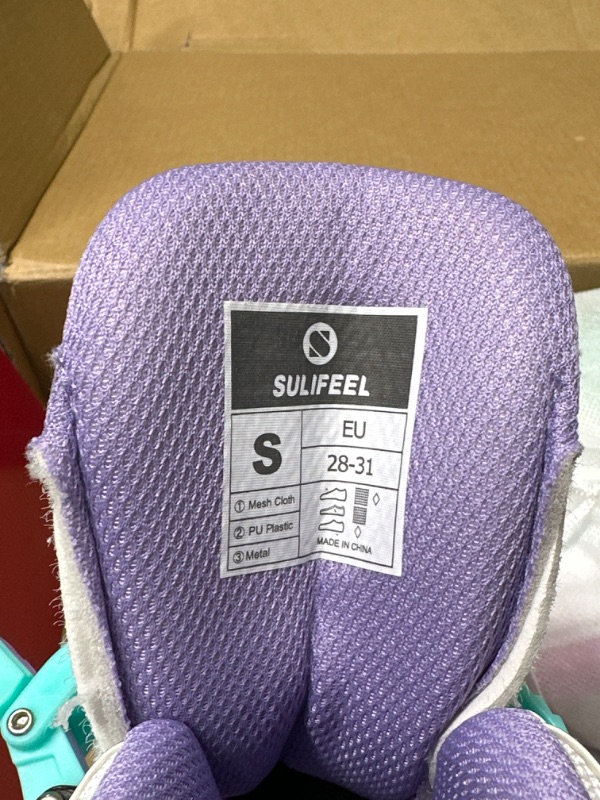 SULIFEEL
S
EU
28-31
① Mesh Cloth
② PU Plastic
③ Metal
MADE IN CHINA